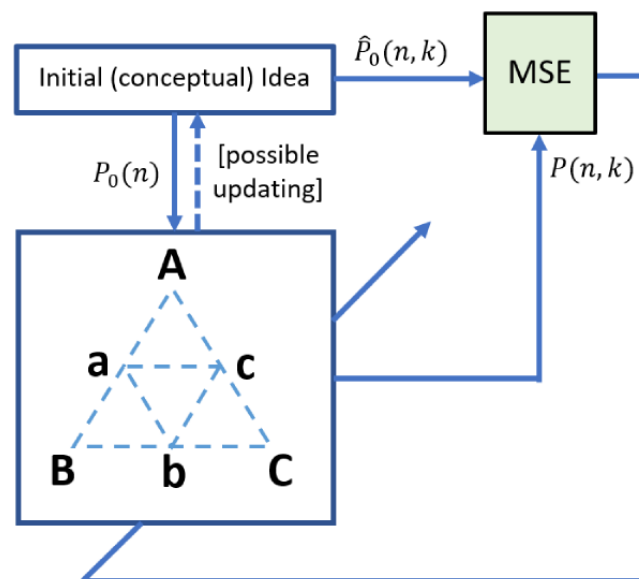 Initial (conceptual) Idea
P̂₀(n, k)
MSE
P₀(n)
[possible
updating]
P(n, k)
A
a c
B b C